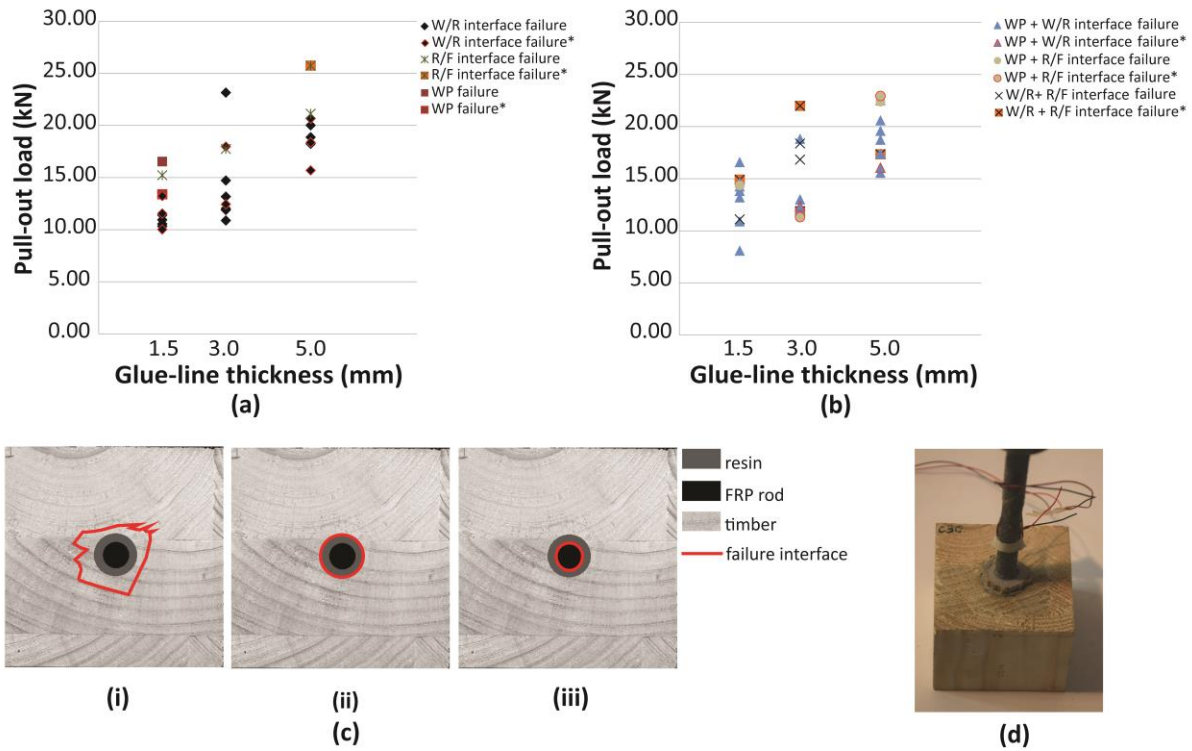 30.00
25.00
20.00
15.00
10.00
5.00
0.00
Pull-out load (kN)
1.5 3.0 5.0
Glue-line thickness (mm)
(a)
W/R interface failure
W/R interface failure*
R/F interface failure
R/F interface failure*
WP failure
WP failure*
30.00
25.00
20.00
15.00
10.00
5.00
0.00
Pull-out load (kN)
1.5 3.0 5.0
Glue-line thickness (mm)
(b)
WP + W/R interface failure
WP + W/R interface failure*
WP + R/F interface failure
WP + R/F interface failure*
W/R+ R/F interface failure
W/R + R/F interface failure*
resin
FRP rod
timber
failure interface
(i) (ii) (iii)
(c)
(d)